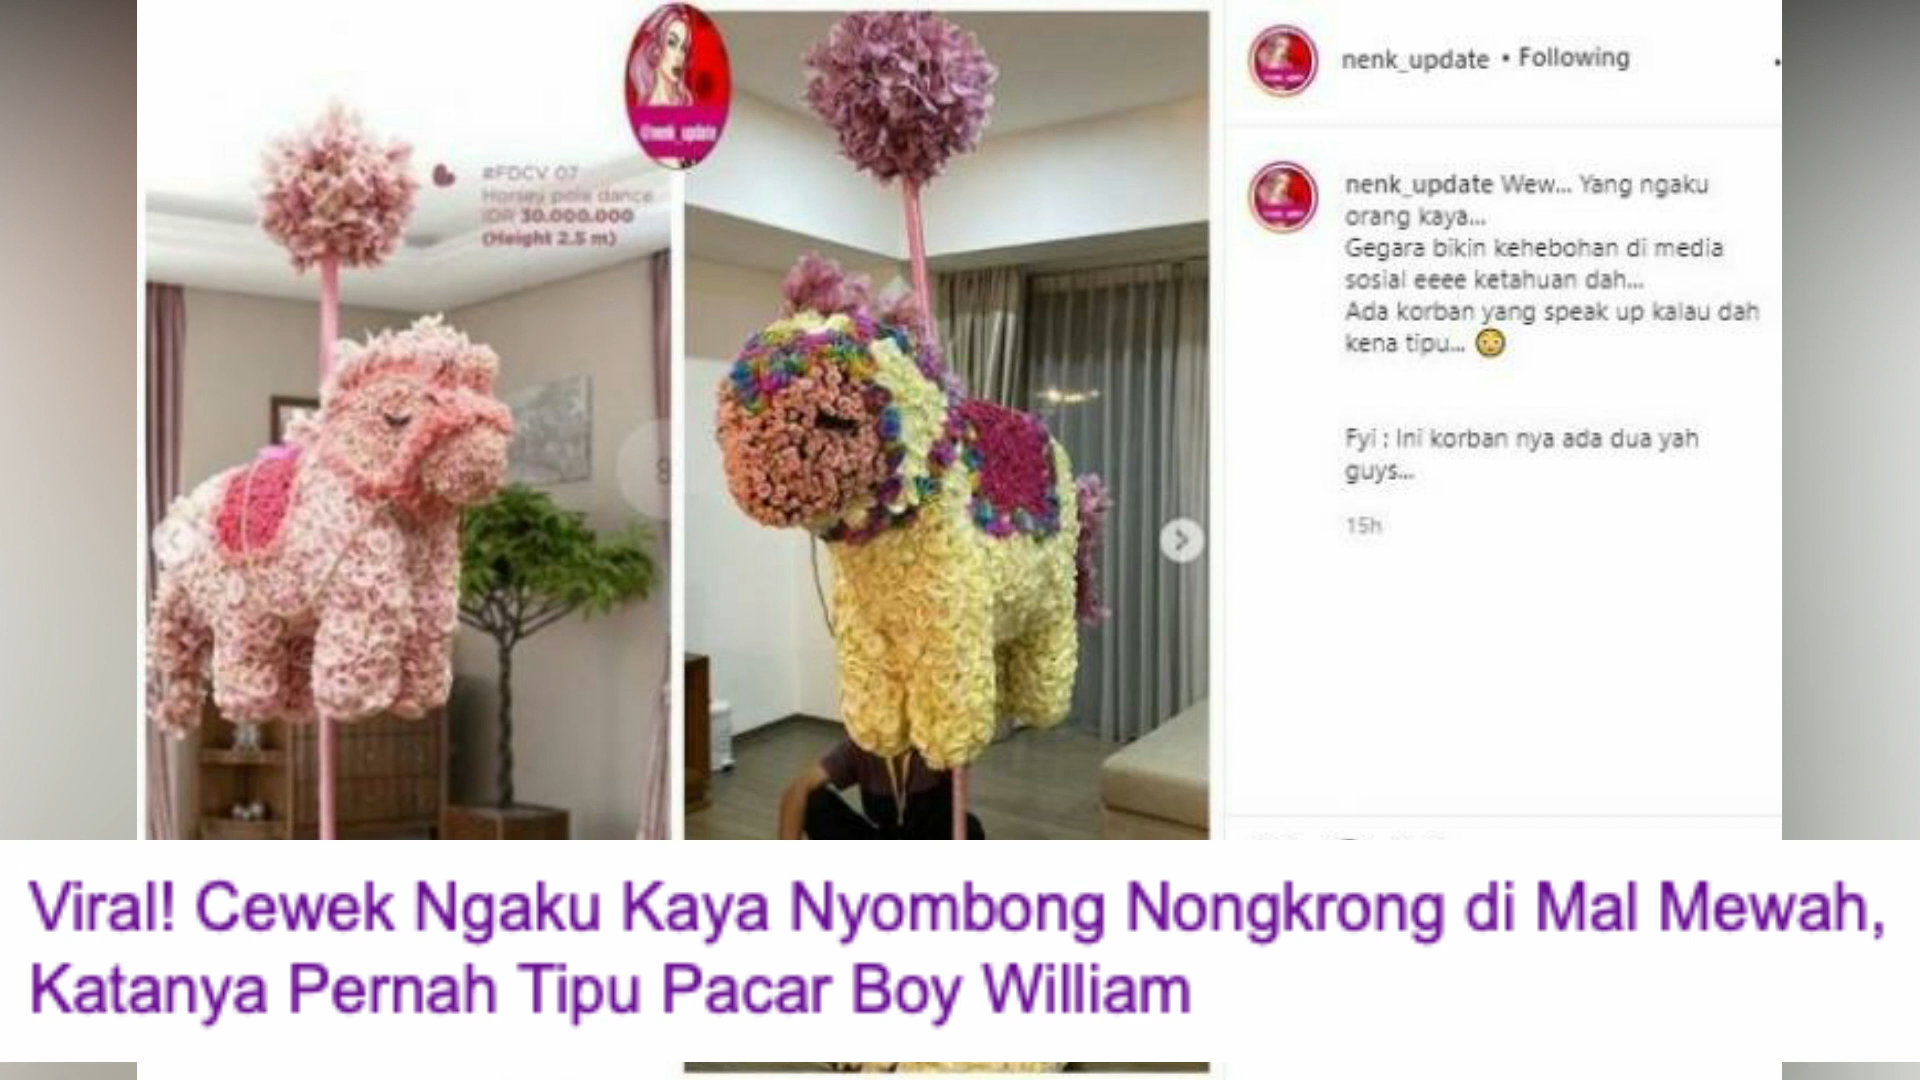 @nenk_update
#FDCV 07
Horsey pole dance
IDR 30.000.000
(Height 2.5 m)
nenk_update • Following
nenk_update Wew... Yang ngaku
orang kaya...
Gegara bikin kehebohan di media
sosial eeee ketahuan dah...
Ada korban yang speak up kalau dah
kena tipu... 😳
Fyi : Ini korban nya ada dua yah
guys...
15h
Viral! Cewek Ngaku Kaya Nyombong Nongkrong di Mal Mewah,
Katanya Pernah Tipu Pacar Boy William